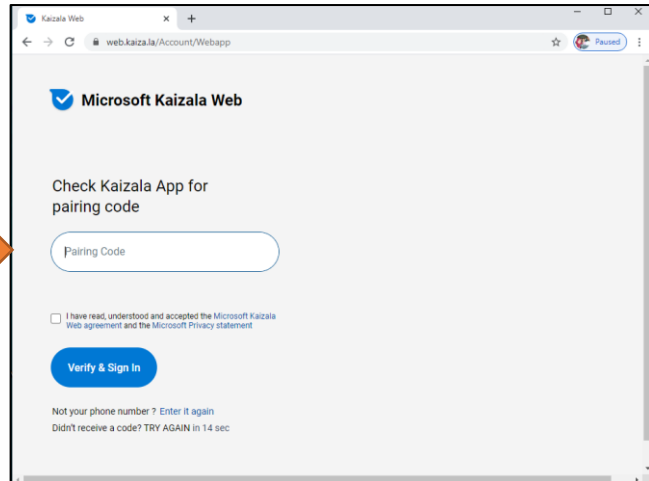 Kaizala Web
web.kaiza.la/Account/Webapp
Paused
Microsoft Kaizala Web
Check Kaizala App for
pairing code
Pairing Code
I have read, understood and accepted the Microsoft Kaizala
Web agreement and the Microsoft Privacy statement
Verify & Sign In
Not your phone number ? Enter it again
Didn't receive a code? TRY AGAIN in 14 sec